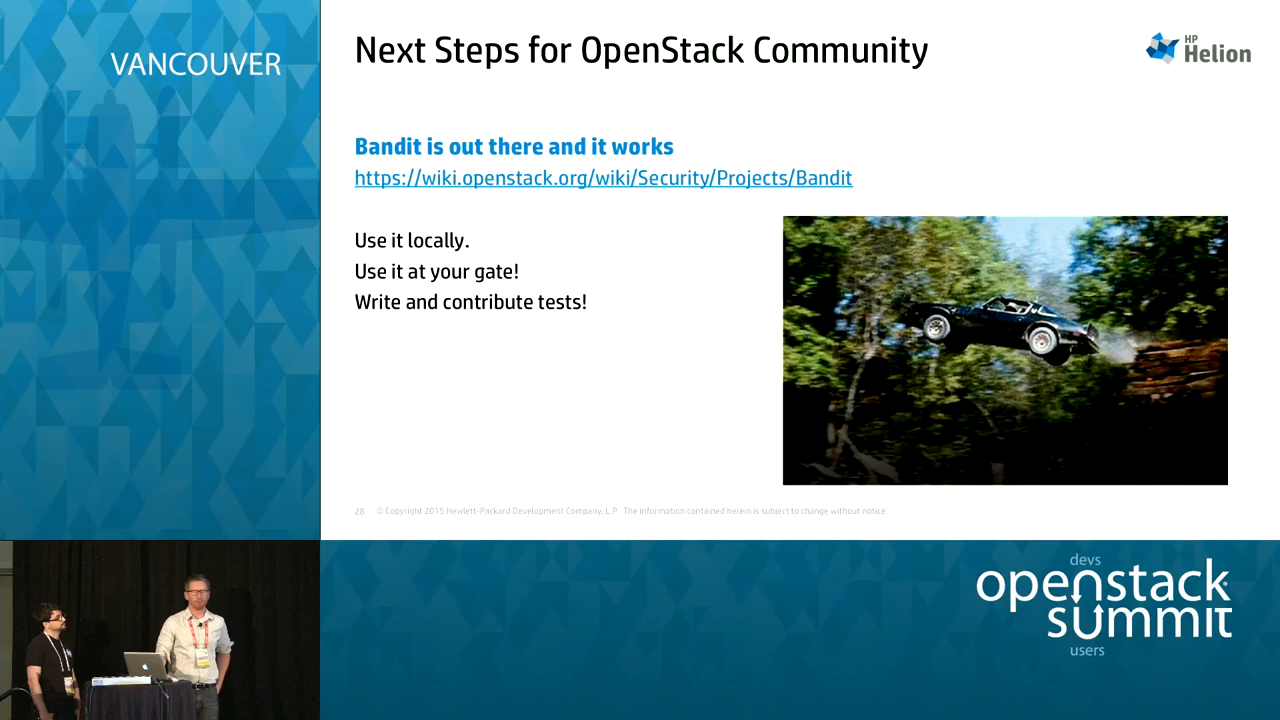 VANCOUVER
Next Steps for OpenStack Community
HP
Helion
Bandit is out there and it works
https://wiki.openstack.org/wiki/Security/Projects/Bandit
Use it locally.
Use it at your gate!
Write and contribute tests!
28 © Copyright 2015 Hewlett-Packard Development Company, L.P. The information contained herein is subject to change without notice.
devs
openstack
summit
users